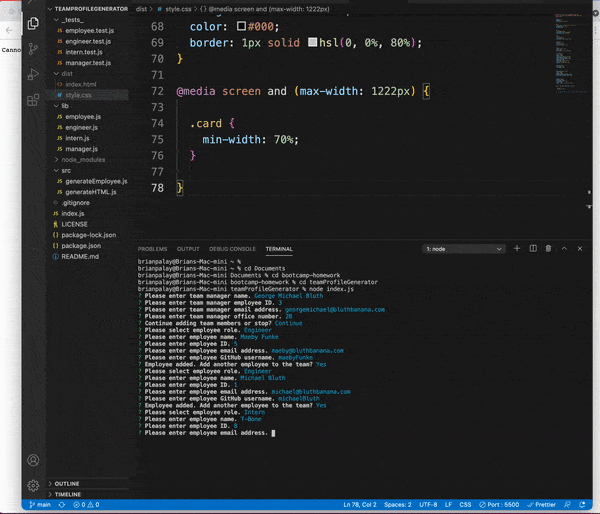 Canno
TEAMPROFILEGENERATOR
_tests_
employee.test.js
engineer.test.js
intern.test.js
manager.test.js
dist
index.html
style.css
lib
employee.js
engineer.js
intern.js
manager.js
node_modules
src
generateEmployee.js
generateHTML.js
.gitignore
index.js
LICENSE
package-lock.json
package.json
README.md
OUTLINE
TIMELINE
dist > # style.css > {} @media screen and (max-width: 1222px)
68 color: #000;
69 border: 1px solid hsl(0, 0%, 80%);
70 }
71
72 @media screen and (max-width: 1222px) {
73
74 .card {
75 min-width: 70%;
76 }
77
78 }
PROBLEMS OUTPUT DEBUG CONSOLE TERMINAL 1: node
brianpalay@Brians-Mac-mini ~ %
brianpalay@Brians-Mac-mini ~ % cd Documents
brianpalay@Brians-Mac-mini Documents % cd bootcamp-homework
brianpalay@Brians-Mac-mini bootcamp-homework % cd teamProfileGenerator
brianpalay@Brians-Mac-mini teamProfileGenerator % node index.js
? Please enter team manager name. George Michael Bluth
? Please enter team manager employee ID. 3
? Please enter team manager email address. georgemichael@bluthbanana.com
? Please enter team manager office number. 20
? Continue adding team members or stop? Continue
? Please select employee role. Engineer
? Please enter employee name. Maeby Funke
? Please enter employee ID. 5
? Please enter employee email address. maeby@bluthbanana.com
? Please enter employee GitHub username. maebyFunke
? Employee added. Add another employee to the team? Yes
? Please select employee role. Engineer
? Please enter employee name. Michael Bluth
? Please enter employee ID. 1
? Please enter employee email address. michael@bluthbanana.com
? Please enter employee GitHub username. michaelBluth
? Employee added. Add another employee to the team? Yes
? Please select employee role. Intern
? Please enter employee name. T-Bone
? Please enter employee ID. 8
? Please enter employee email address.
main 0 0 Ln 78, Col 2 Spaces: 2 UTF-8 LF CSS Port : 5500 Prettier